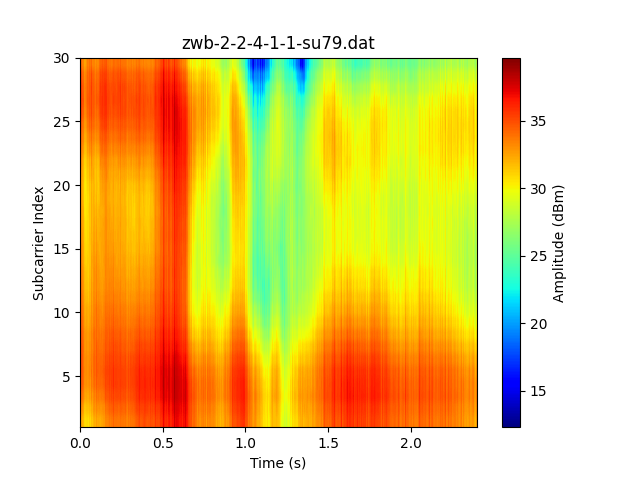 zwb-2-2-4-1-1-su79.dat
30
25
20
15
10
5
Subcarrier Index
0.0 0.5 1.0 1.5 2.0
Time (s)
35
30
25
20
15
Amplitude (dBm)